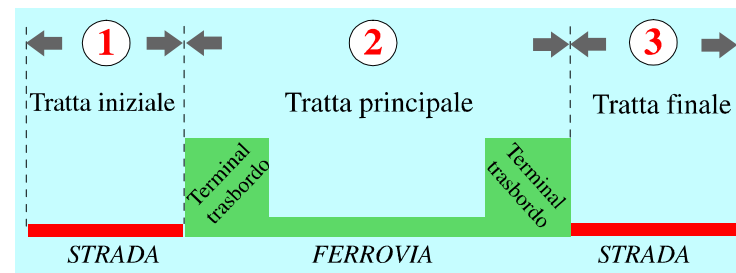 1
2
3
Tratta iniziale
Tratta principale
Tratta finale
Terminal
trasbordo
Terminal
trasbordo
STRADA
FERROVIA
STRADA